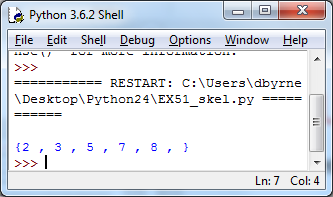 Python 3.6.2 Shell
File Edit Shell Debug Options Window Help
for more information.
>>>
=========== RESTART: C:\Users\dbyrne
\Desktop\Python24\EX51_skel.py =====
======
{2 , 3 , 5 , 7 , 8 , }
>>>
Ln: 7 Col: 4